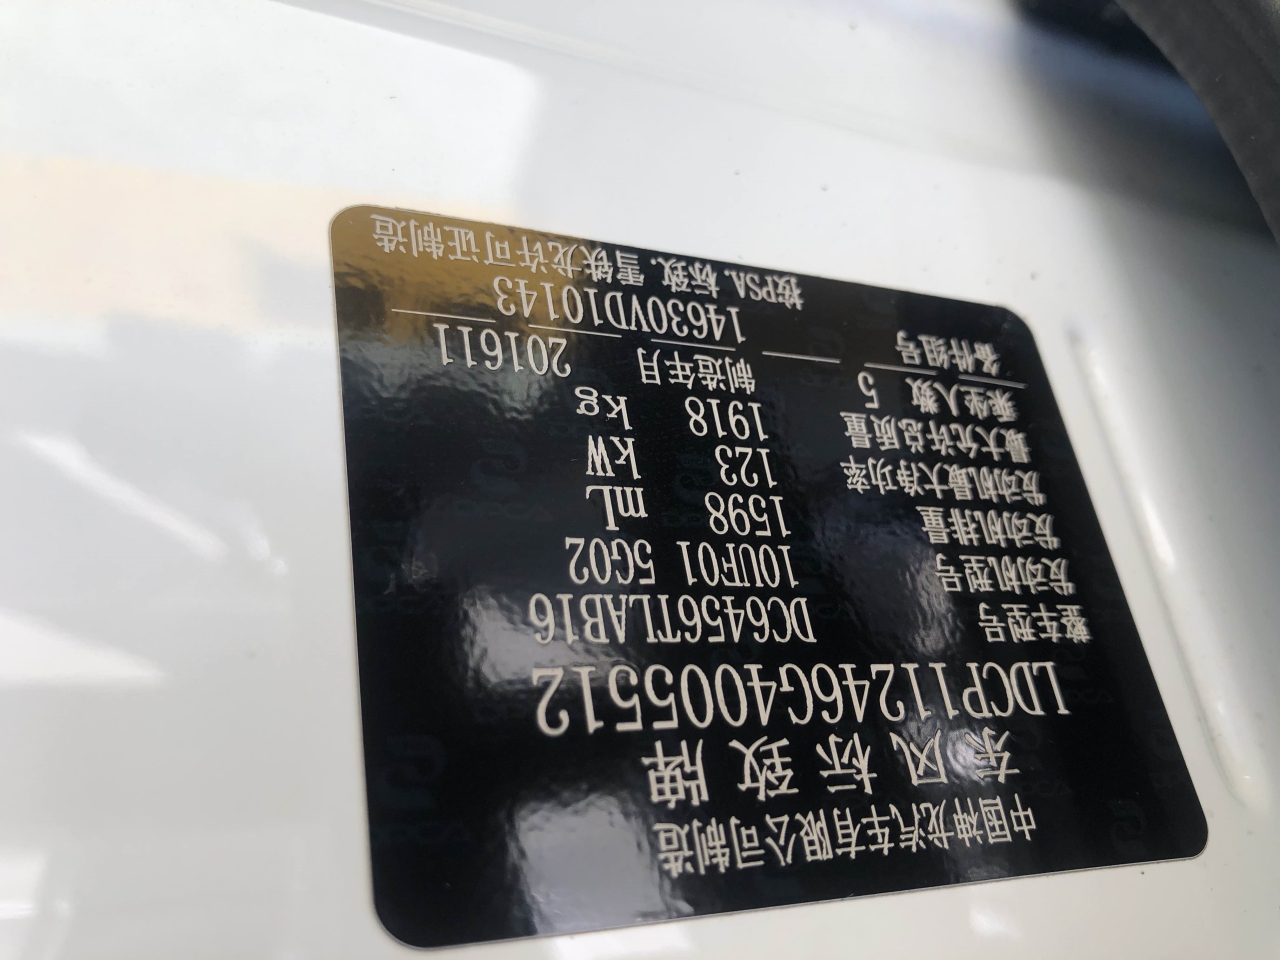 中国神龙汽车有限公司制造
东风标致牌
LDCP11246G4005512
整车型号 DC6456TLAB16
发动机型号 10UF01 5G02
发动机排量 1598 mL
发动机最大净功率 123 kW
最大允许总质量 1918 kg
乘坐人数 5 制造年月 201611
备件组号 14630VD10143
按PSA.标致.雪铁龙许可证制造